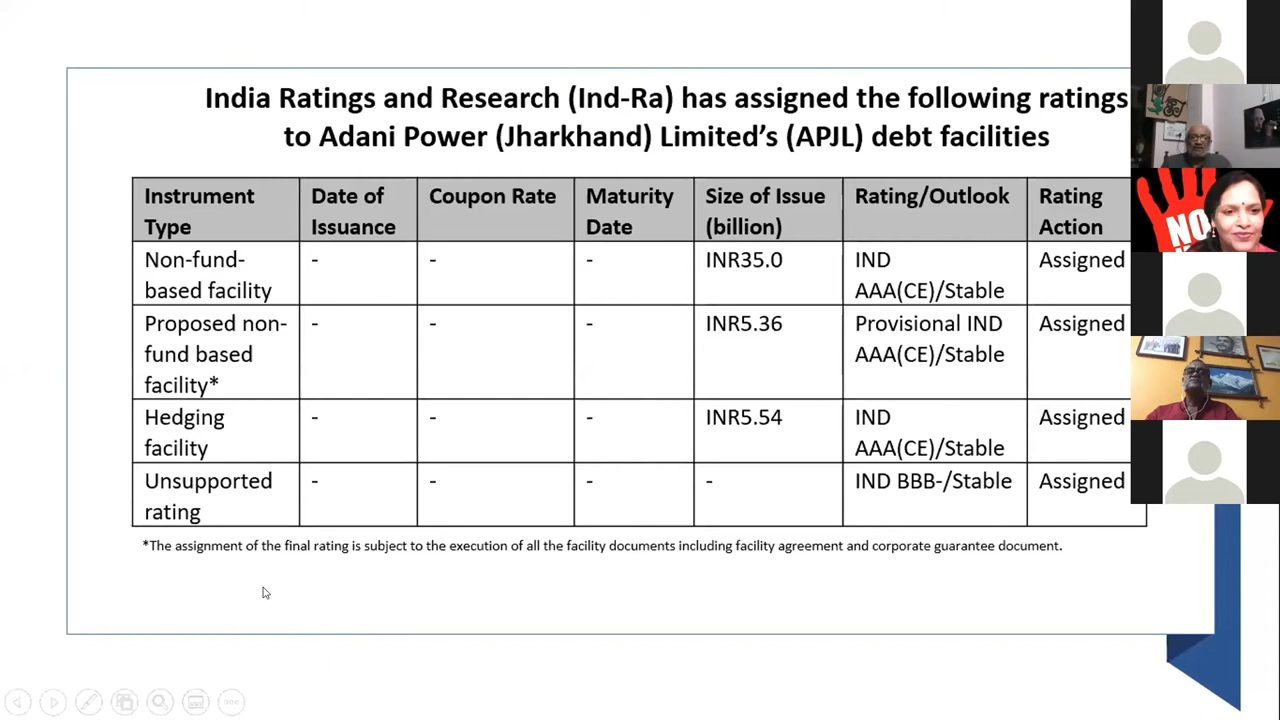 India Ratings and Research (Ind-Ra) has assigned the following ratings
to Adani Power (Jharkhand) Limited’s (APJL) debt facilities
Instrument Type | Date of Issuance | Coupon Rate | Maturity Date | Size of Issue (billion) | Rating/Outlook | Rating Action
Non-fund-based facility | - | - | - | INR35.0 | IND AAA(CE)/Stable | Assigned
Proposed non-fund based facility* | - | - | - | INR5.36 | Provisional IND AAA(CE)/Stable | Assigned
Hedging facility | - | - | - | INR5.54 | IND AAA(CE)/Stable | Assigned
Unsupported rating | - | - | - | - | IND BBB-/Stable | Assigned
*The assignment of the final rating is subject to the execution of all the facility documents including facility agreement and corporate guarantee document.
NO